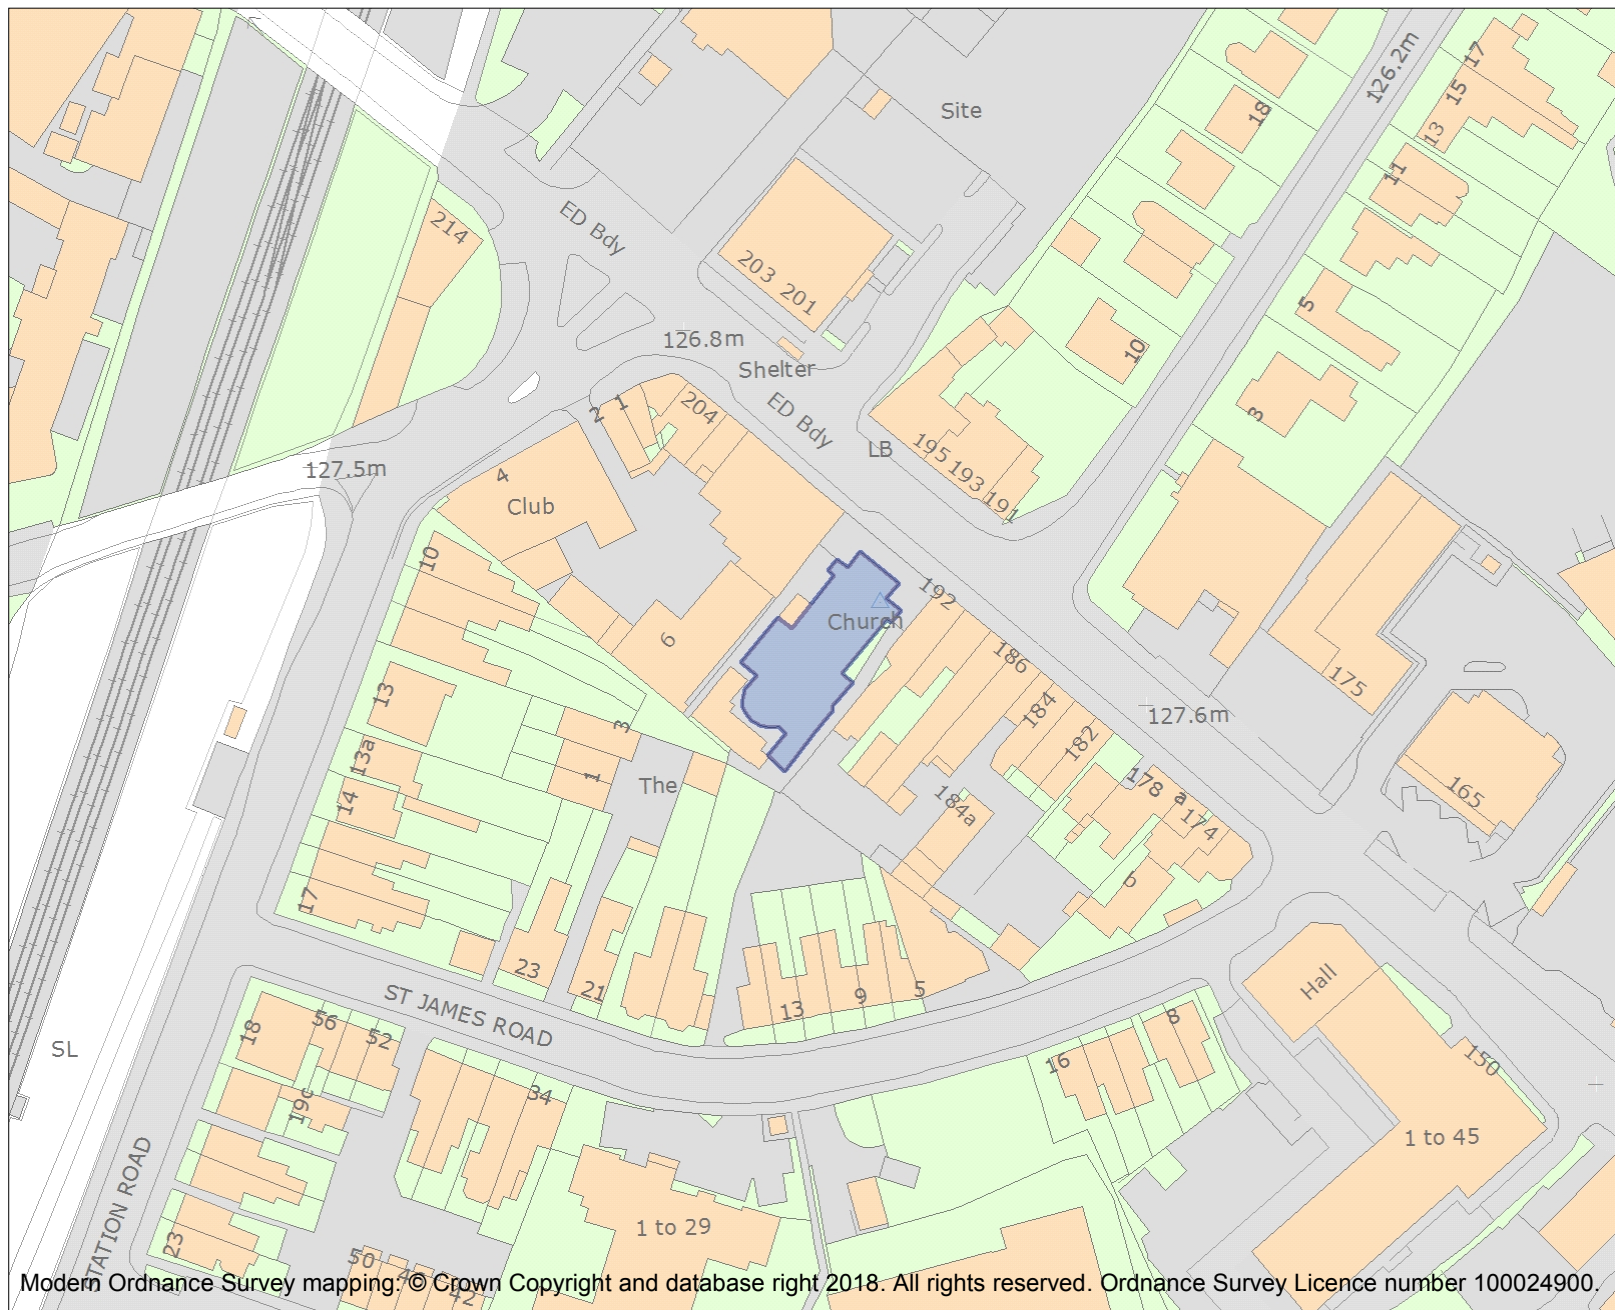 126.2m
17
15
13
11
18
Site
ED Bdy
214
203 201
126.8m
Shelter
ED Bdy
LB
195
193
191
10
5
3
2 1
204
4
Club
127.5m
10
6
192
Church
186
184
182
127.6m
175
165
178 a
174
b
184a
13
13a
14
17
3
1
The
23
21
13
9
5
ST JAMES ROAD
Hall
150
1 to 45
8
16
18
56
52
34
19c
SL
STATION ROAD
23
50
42
1 to 29
Modern Ordnance Survey mapping: © Crown Copyright and database right 2018. All rights reserved. Ordnance Survey Licence number 100024900.